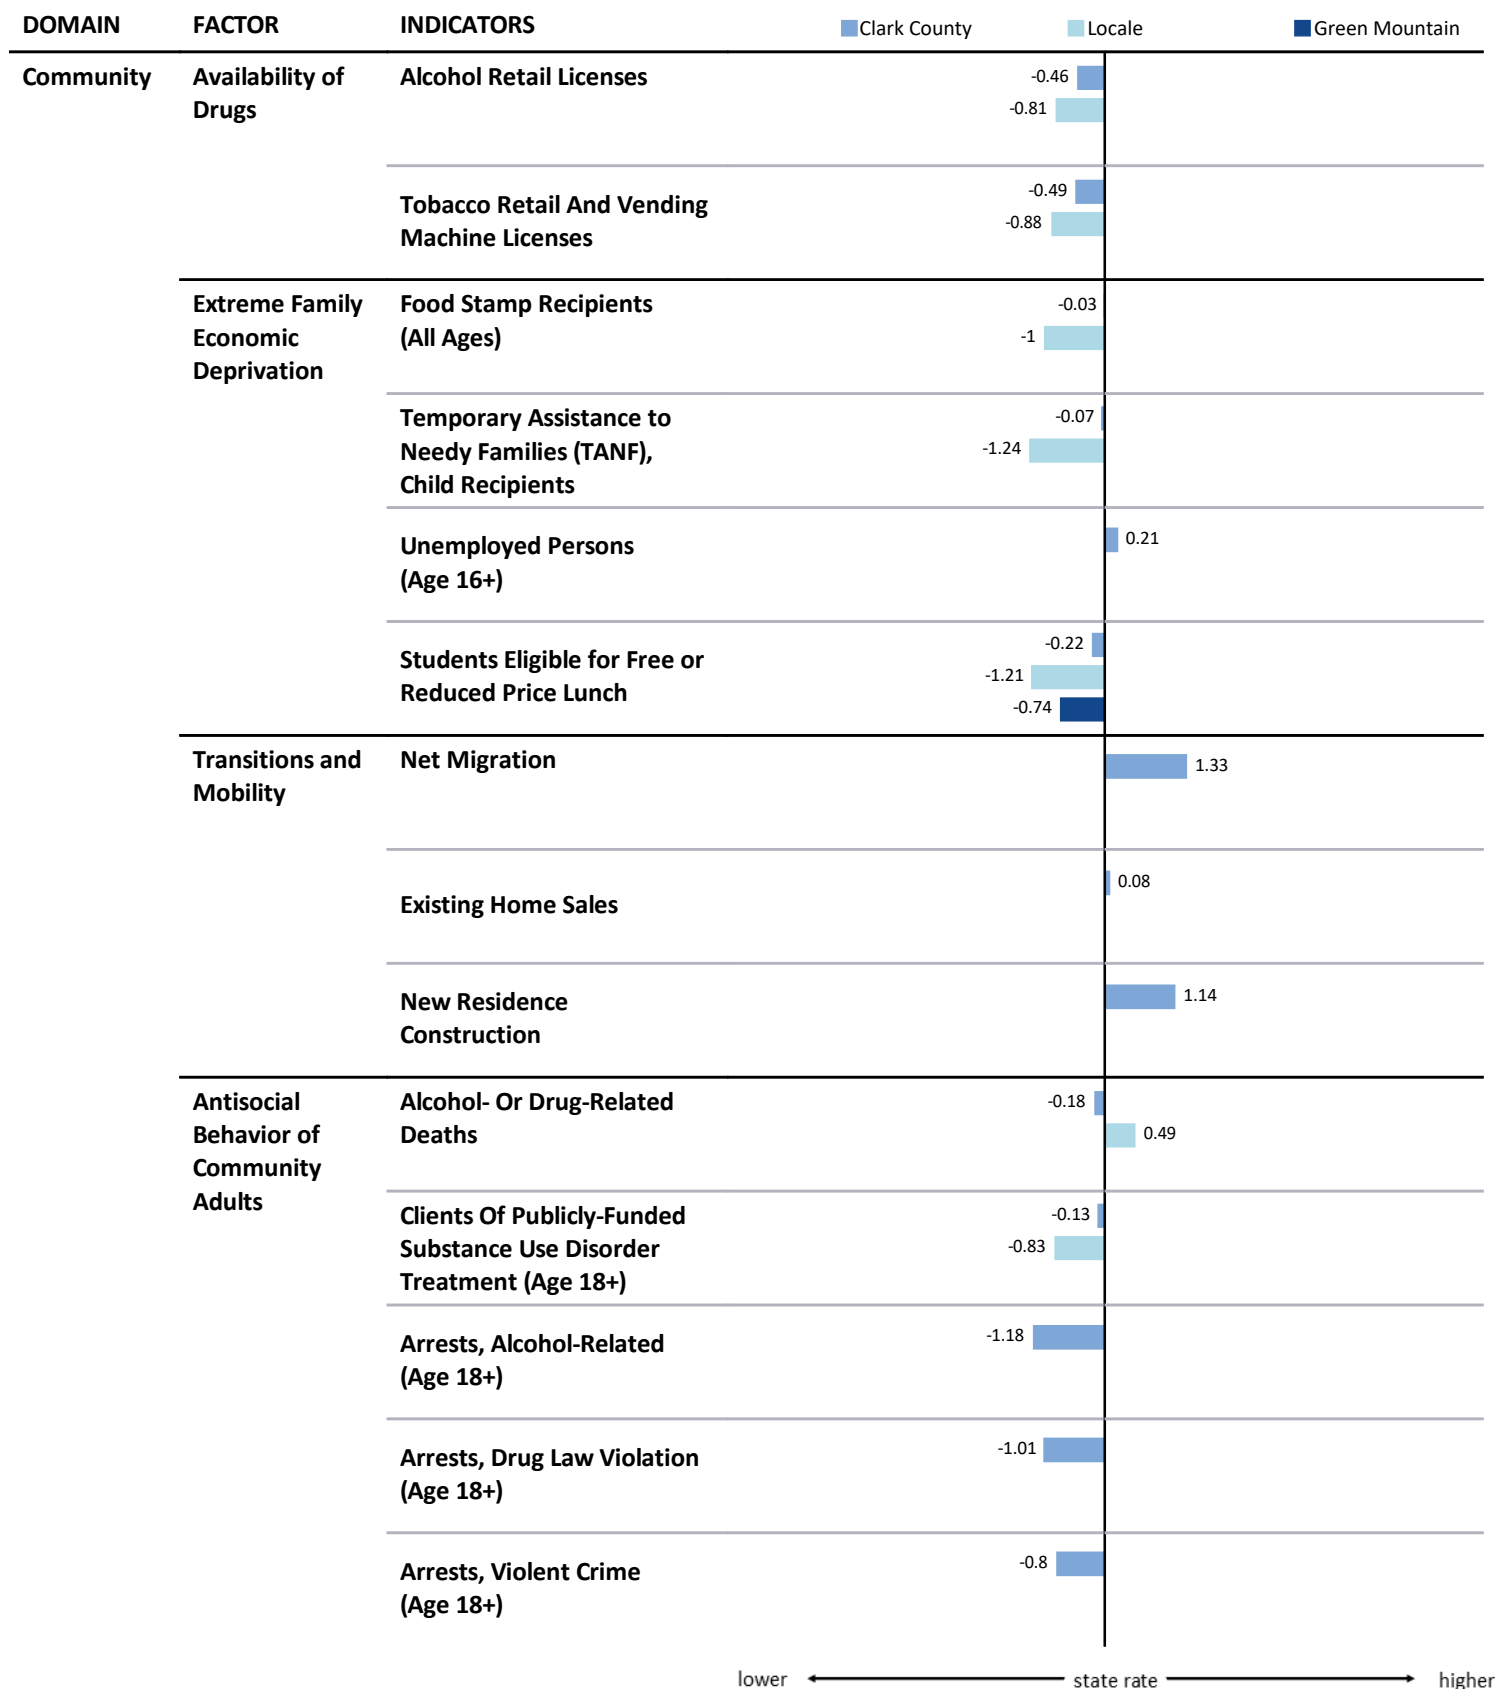 DOMAIN FACTOR INDICATORS Clark County Locale Green Mountain
Community Availability of Drugs Alcohol Retail Licenses
-0.46
-0.81
Tobacco Retail And Vending
Machine Licenses
-0.49
-0.88
Extreme Family
Economic
Deprivation
Food Stamp Recipients
(All Ages)
-0.03
-1
Temporary Assistance to
Needy Families (TANF),
Child Recipients
-0.07
-1.24
Unemployed Persons
(Age 16+)
0.21
Students Eligible for Free or
Reduced Price Lunch
-0.22
-1.21
-0.74
Transitions and
Mobility
Net Migration
1.33
Existing Home Sales
0.08
New Residence
Construction
1.14
Antisocial
Behavior of
Community
Adults
Alcohol- Or Drug-Related
Deaths
-0.18
0.49
Clients Of Publicly-Funded
Substance Use Disorder
Treatment (Age 18+)
-0.13
-0.83
Arrests, Alcohol-Related
(Age 18+)
-1.18
Arrests, Drug Law Violation
(Age 18+)
-1.01
Arrests, Violent Crime
(Age 18+)
-0.8
lower state rate higher